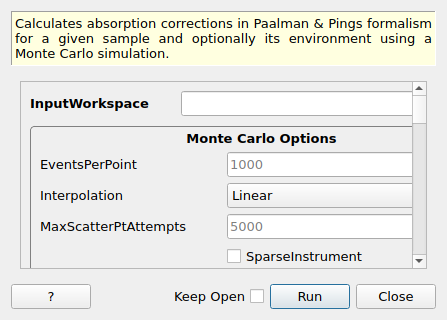 Calculates absorption corrections in Paalman & Pings formalism
for a given sample and optionally its environment using a
Monte Carlo simulation.
InputWorkspace
Monte Carlo Options
EventsPerPoint 1000
Interpolation Linear
MaxScatterPtAttempts 5000
SparseInstrument
? Keep Open Run Close